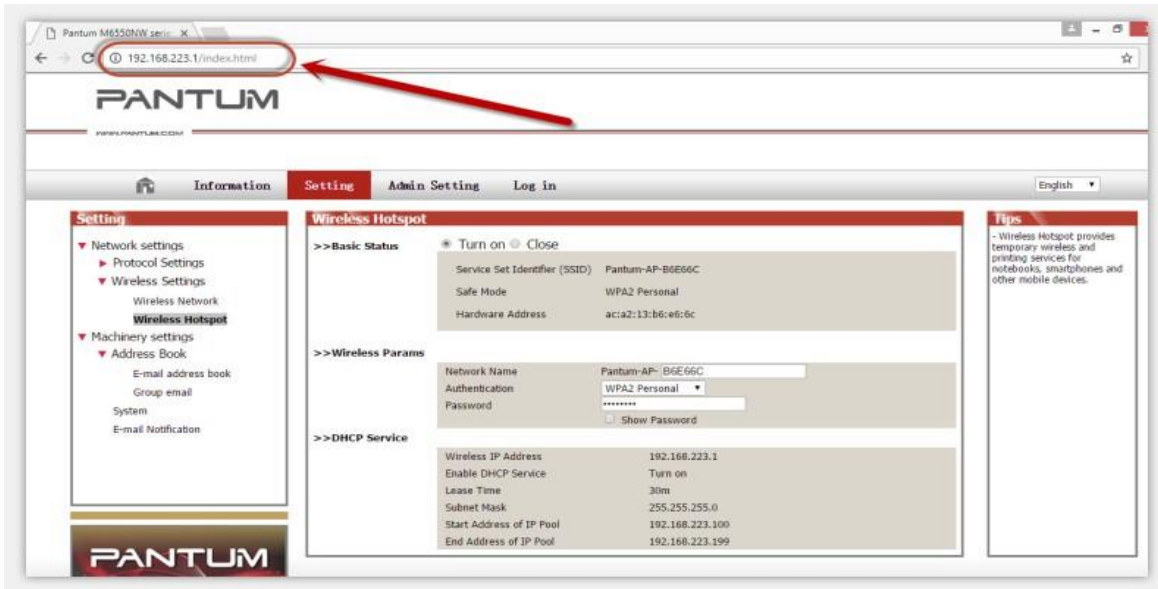 Pantum M6550NW serie
192.168.223.1/index.html
PANTUM
WWW.PANTUM.COM
Information Setting Admin Setting Log in English
Setting
Network settings
Protocol Settings
Wireless Settings
Wireless Network
Wireless Hotspot
Machinery settings
Address Book
E-mail address book
Group email
System
E-mail Notification
PANTUM
Wireless Hotspot
>>Basic Status Turn on Close
Service Set Identifier (SSID) Pantum-AP-B6E66C
Safe Mode WPA2 Personal
Hardware Address ac:a2:13:b6:e6:6c
>>Wireless Params
Network Name Pantum-AP- B6E66C
Authentication WPA2 Personal
Password ••••••••
Show Password
>>DHCP Service
Wireless IP Address 192.168.223.1
Enable DHCP Service Turn on
Lease Time 30m
Subnet Mask 255.255.255.0
Start Address of IP Pool 192.168.223.100
End Address of IP Pool 192.168.223.199
Tips
- Wireless Hotspot provides
temporary wireless and
printing services for
notebooks, smartphones and
other mobile devices.